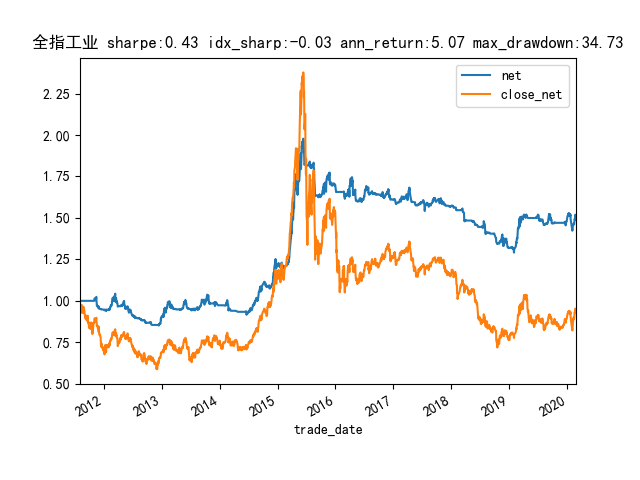 全指工业 sharpe:0.43 idx_sharp:-0.03 ann_return:5.07 max_drawdown:34.73
net
close_net
2.25
2.00
1.75
1.50
1.25
1.00
0.75
0.50
2012 2013 2014 2015 2016 2017 2018 2019 2020
trade_date